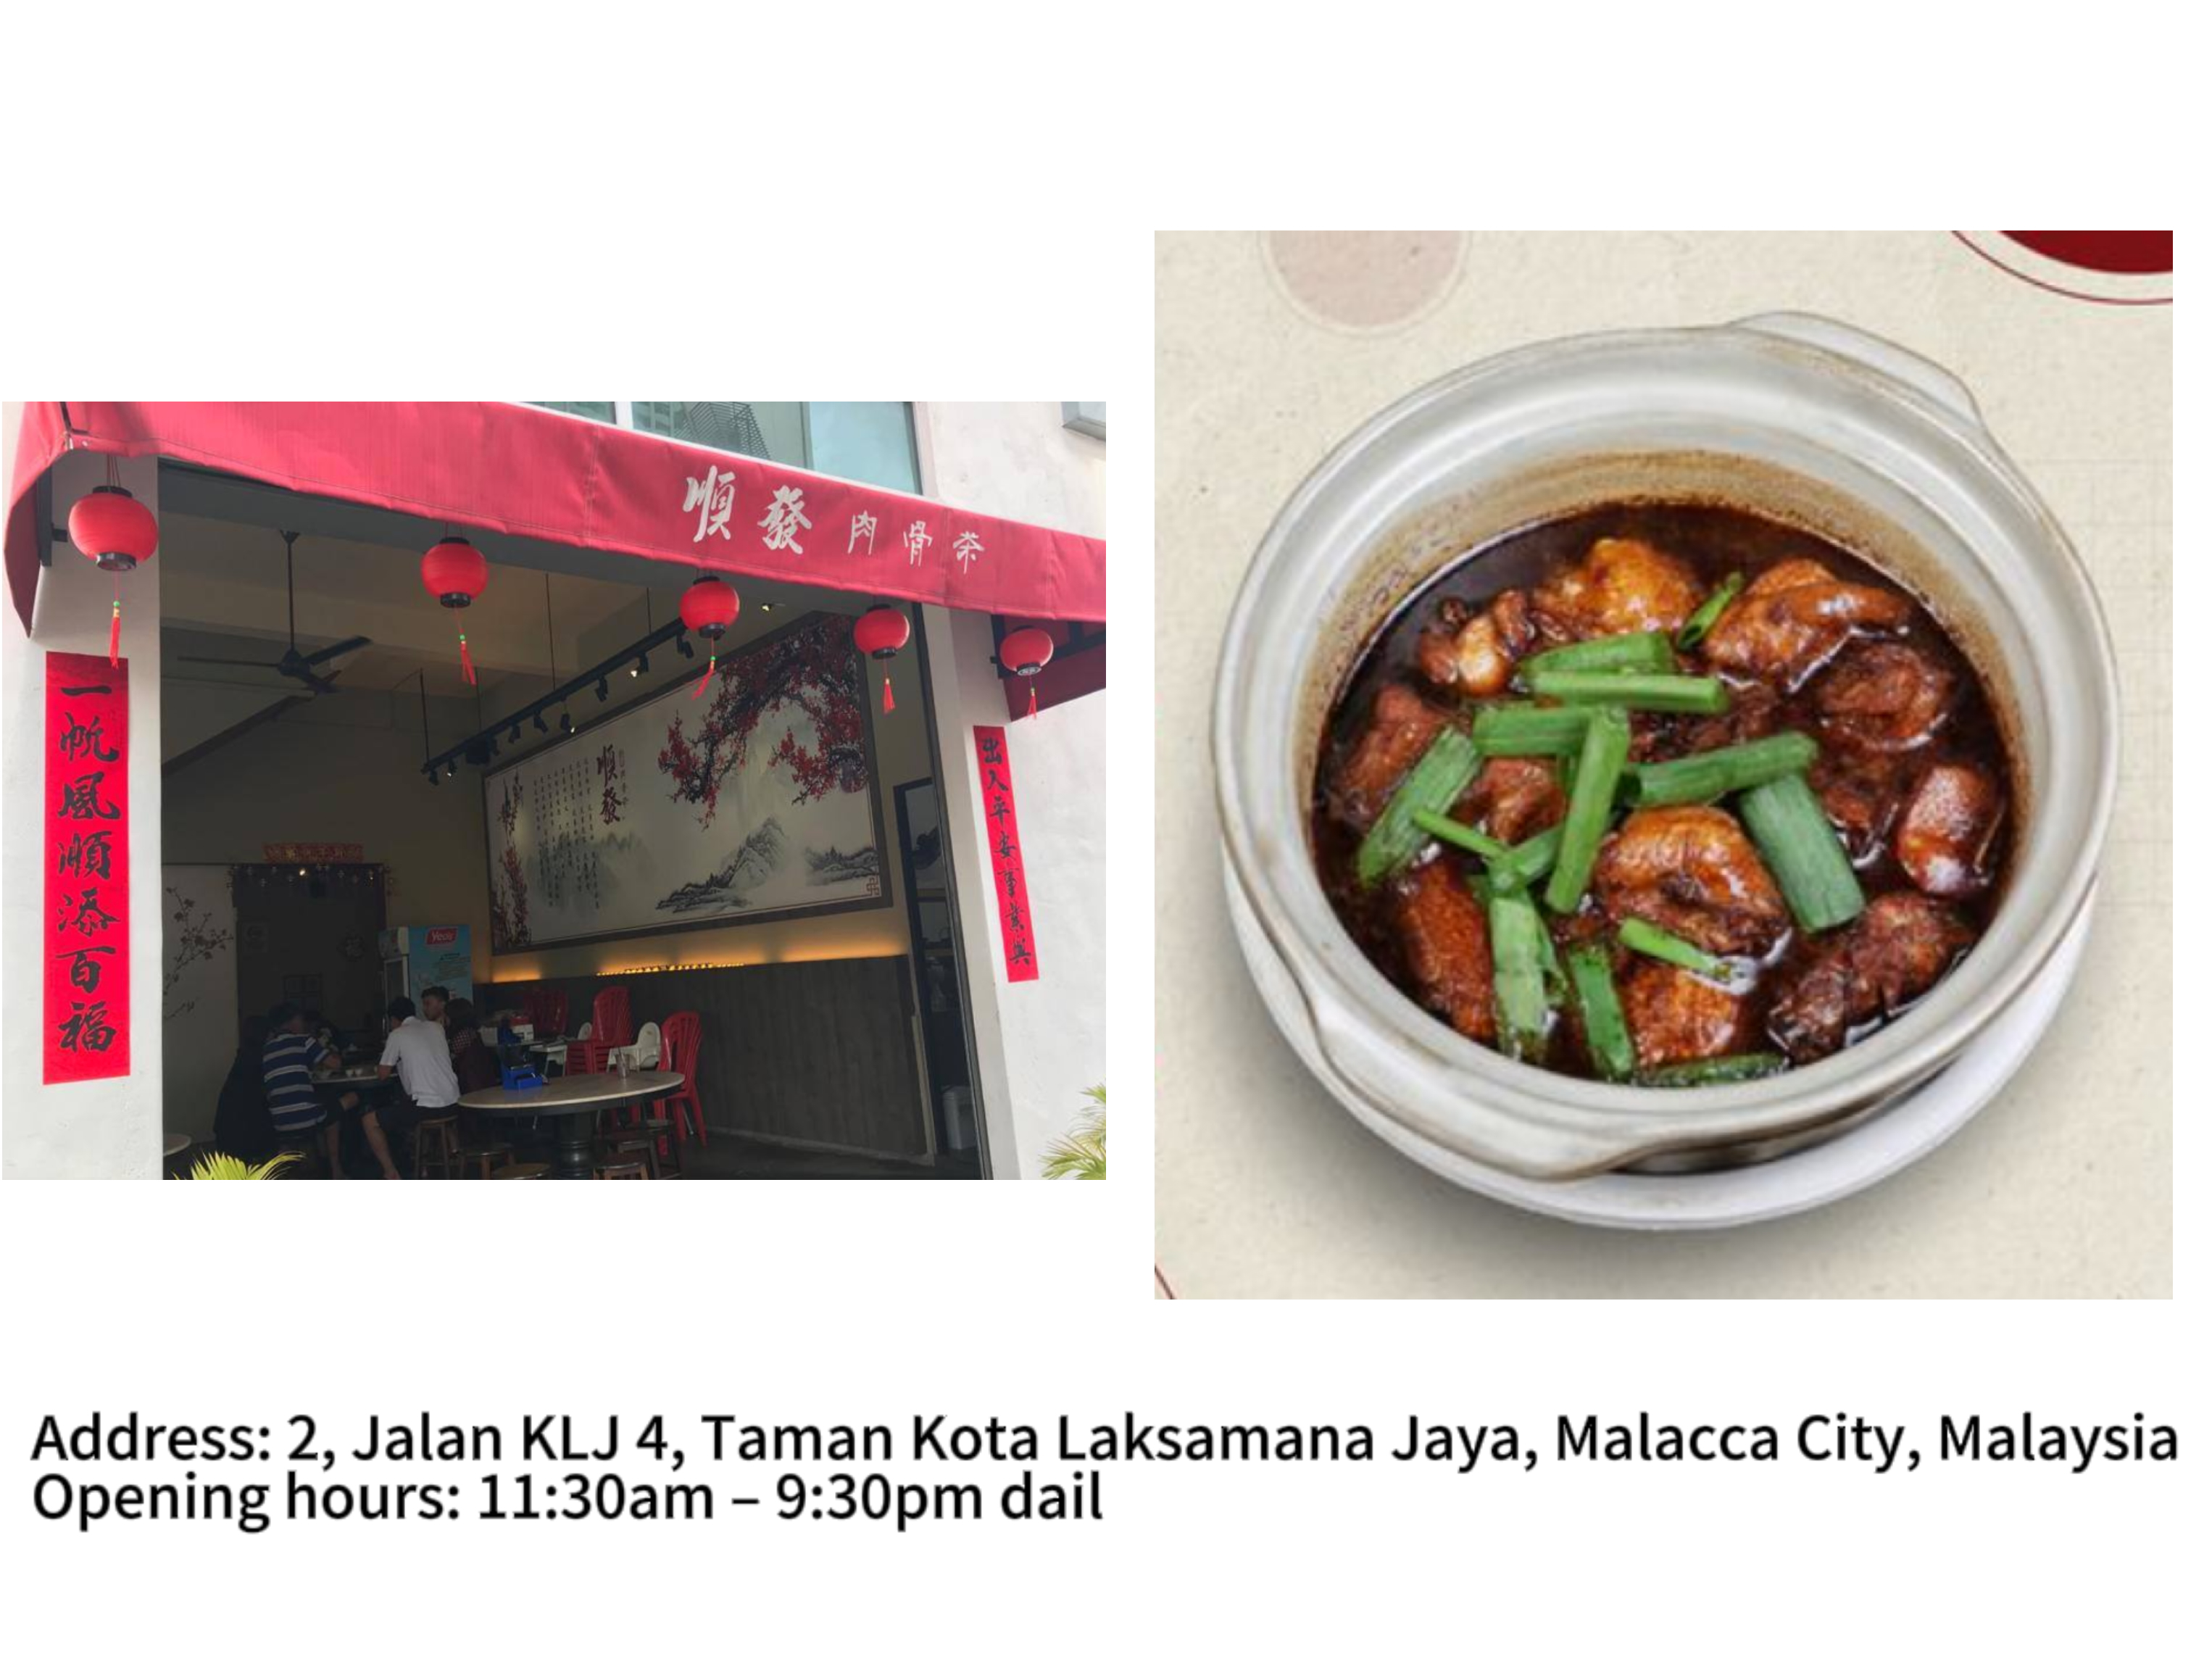 順發 肉骨茶
一帆風順添百福
出入平安事業興
順發
Yeo's
Address: 2, Jalan KLJ 4, Taman Kota Laksamana Jaya, Malacca City, Malaysia
Opening hours: 11:30am – 9:30pm dail